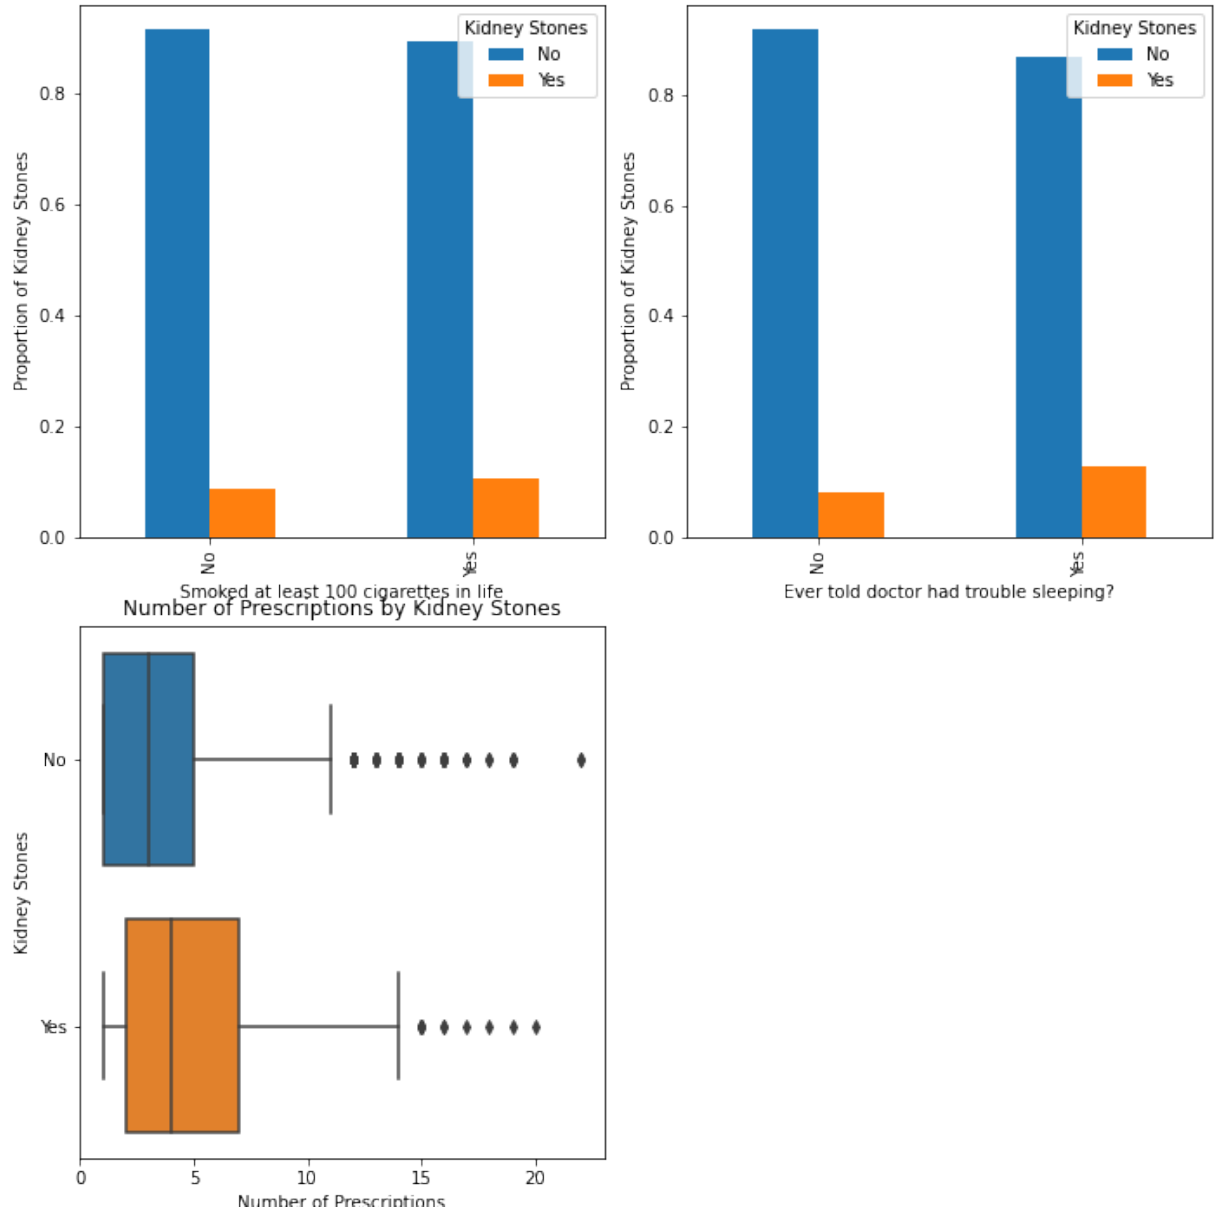 Kidney Stones
No
Yes
0.8
0.6
0.4
0.2
0.0
Proportion of Kidney Stones
No
Yes
Smoked at least 100 cigarettes in life
Kidney Stones
No
Yes
0.8
0.6
0.4
0.2
0.0
Proportion of Kidney Stones
No
Yes
Ever told doctor had trouble sleeping?
Number of Prescriptions by Kidney Stones
No
Yes
Kidney Stones
0
5
10
15
20
Number of Prescriptions